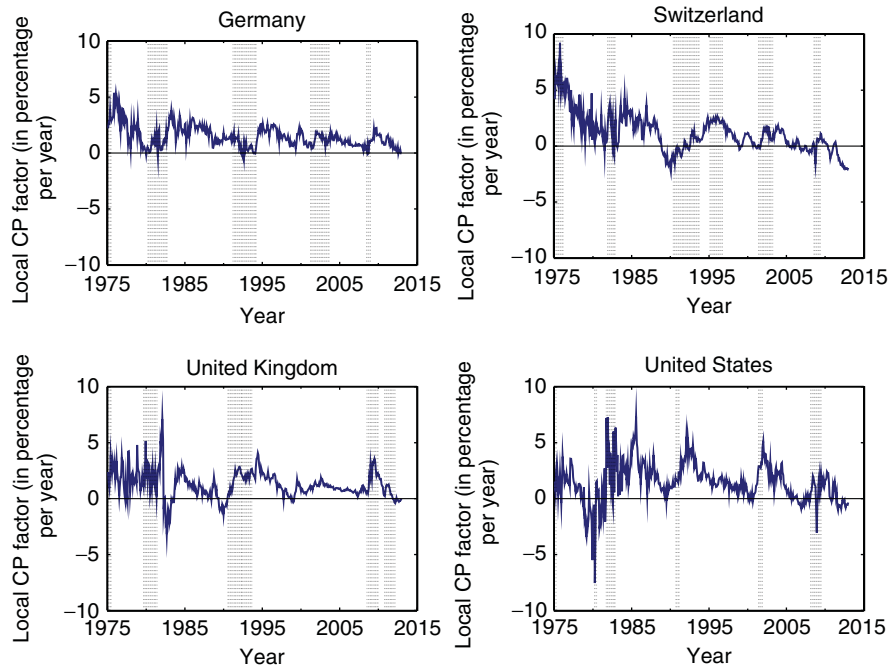 Germany
Local CP factor (in percentage
per year)
10
5
0
−5
−10
1975
1985
1995
2005
2015
Year
Switzerland
Local CP factor (in percentage
per year)
10
5
0
−5
−10
1975
1985
1995
2005
2015
Year
United Kingdom
Local CP factor (in percentage
per year)
10
5
0
−5
−10
1975
1985
1995
2005
2015
Year
United States
Local CP factor (in percentage
per year)
10
5
0
−5
−10
1975
1985
1995
2005
2015
Year